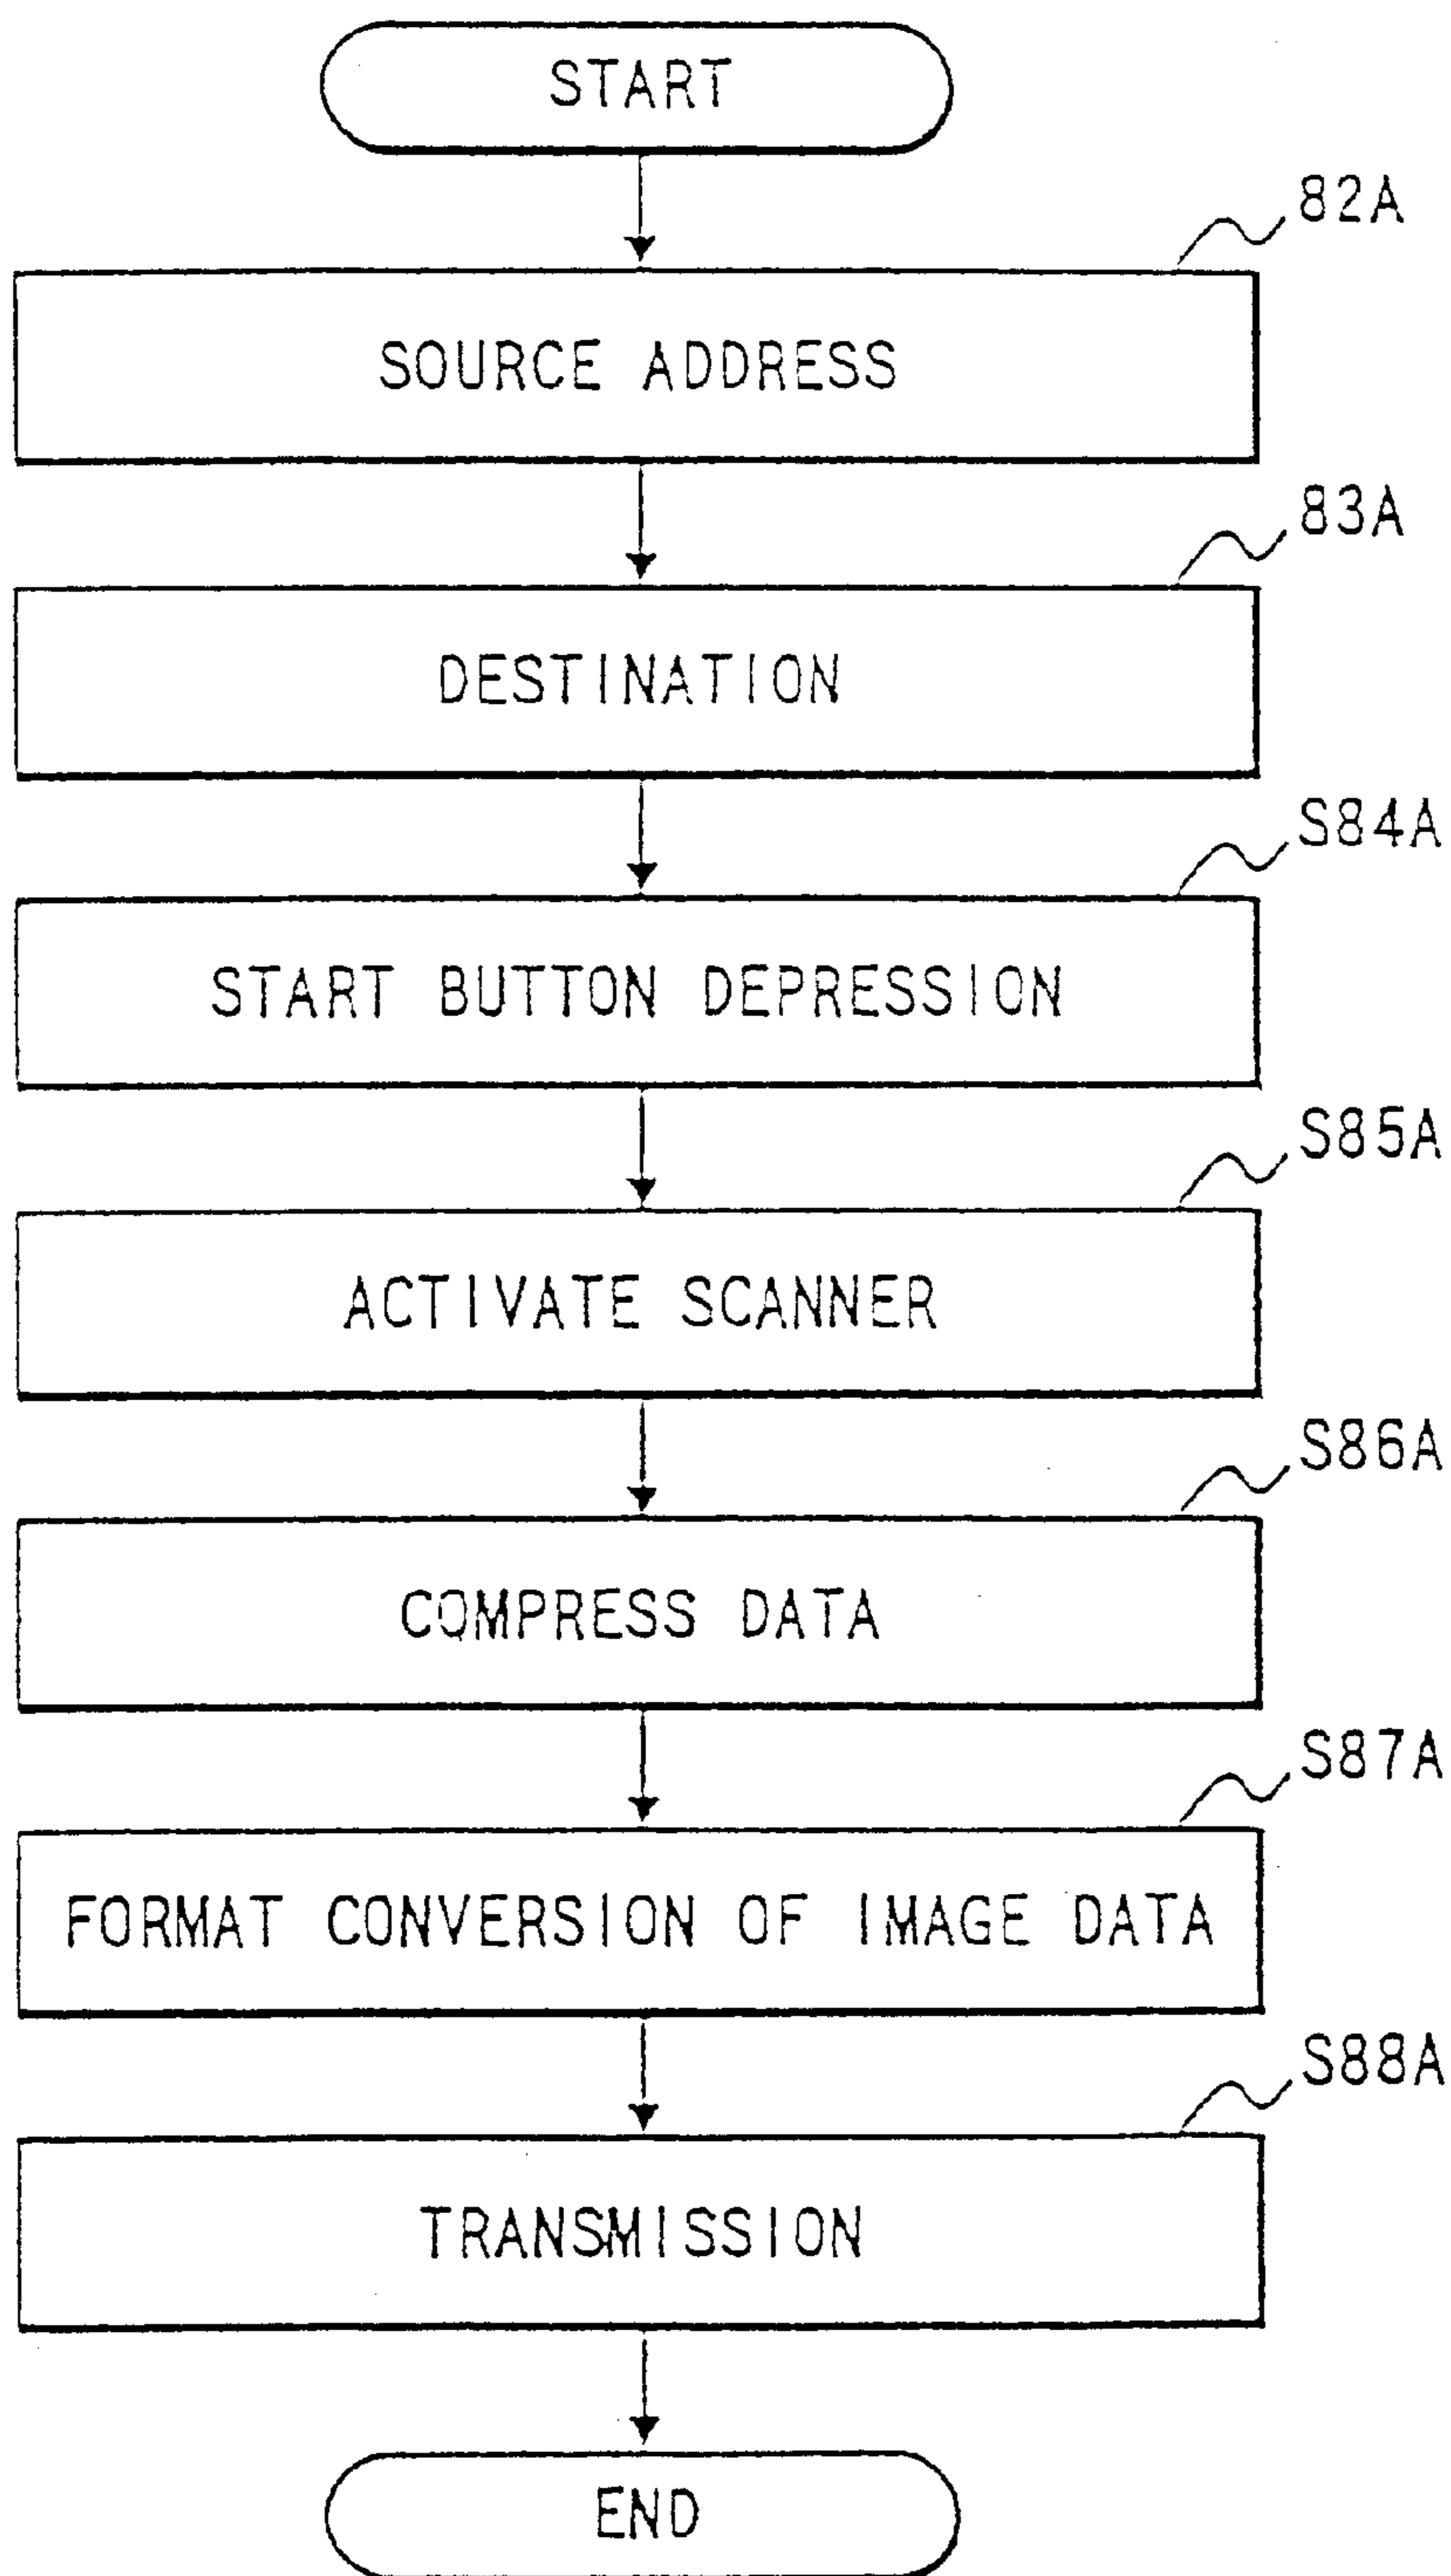 START
82A
SOURCE ADDRESS
83A
DESTINATION
S84A
START BUTTON DEPRESSION
S85A
ACTIVATE SCANNER
S86A
COMPRESS DATA
S87A
FORMAT CONVERSION OF IMAGE DATA
S88A
TRANSMISSION
END